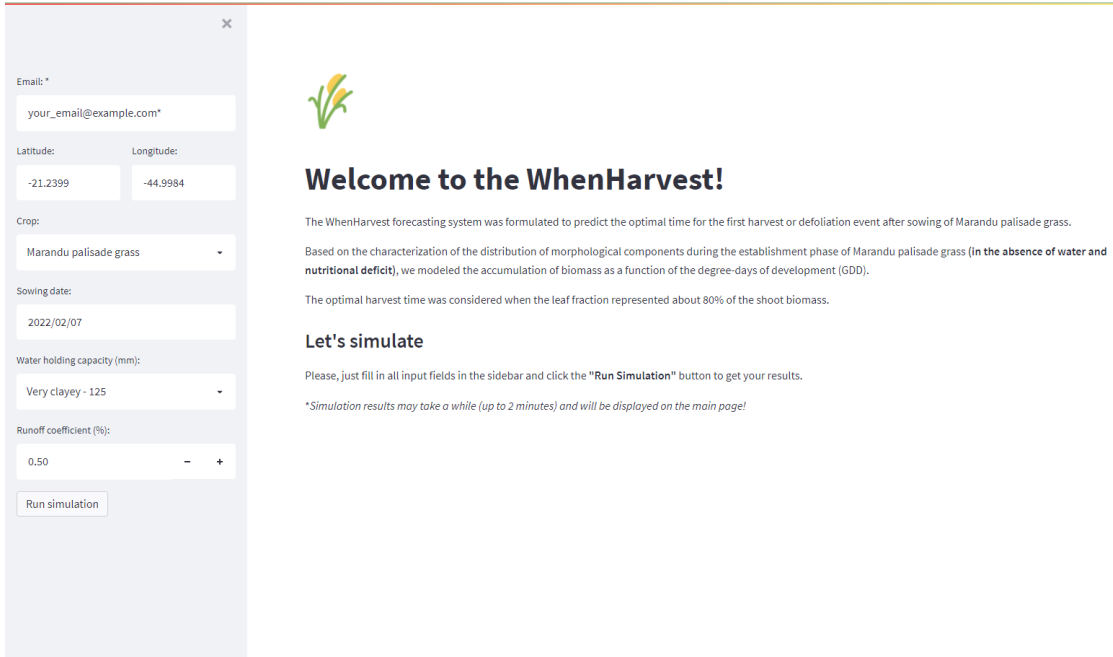 ×
Email: *
your_email@example.com*
Latitude: Longitude:
-21.2399 -44.9984
Crop:
Marandu palisade grass
Sowing date:
2022/02/07
Water holding capacity (mm):
Very clayey - 125
Runoff coefficient (%):
0.50 − +
Run simulation
Welcome to the WhenHarvest!
The WhenHarvest forecasting system was formulated to predict the optimal time for the first harvest or defoliation event after sowing of Marandu palisade grass.
Based on the characterization of the distribution of morphological components during the establishment phase of Marandu palisade grass (in the absence of water and
nutritional deficit), we modeled the accumulation of biomass as a function of the degree-days of development (GDD).
The optimal harvest time was considered when the leaf fraction represented about 80% of the shoot biomass.
Let's simulate
Please, just fill in all input fields in the sidebar and click the "Run Simulation" button to get your results.
*Simulation results may take a while (up to 2 minutes) and will be displayed on the main page!